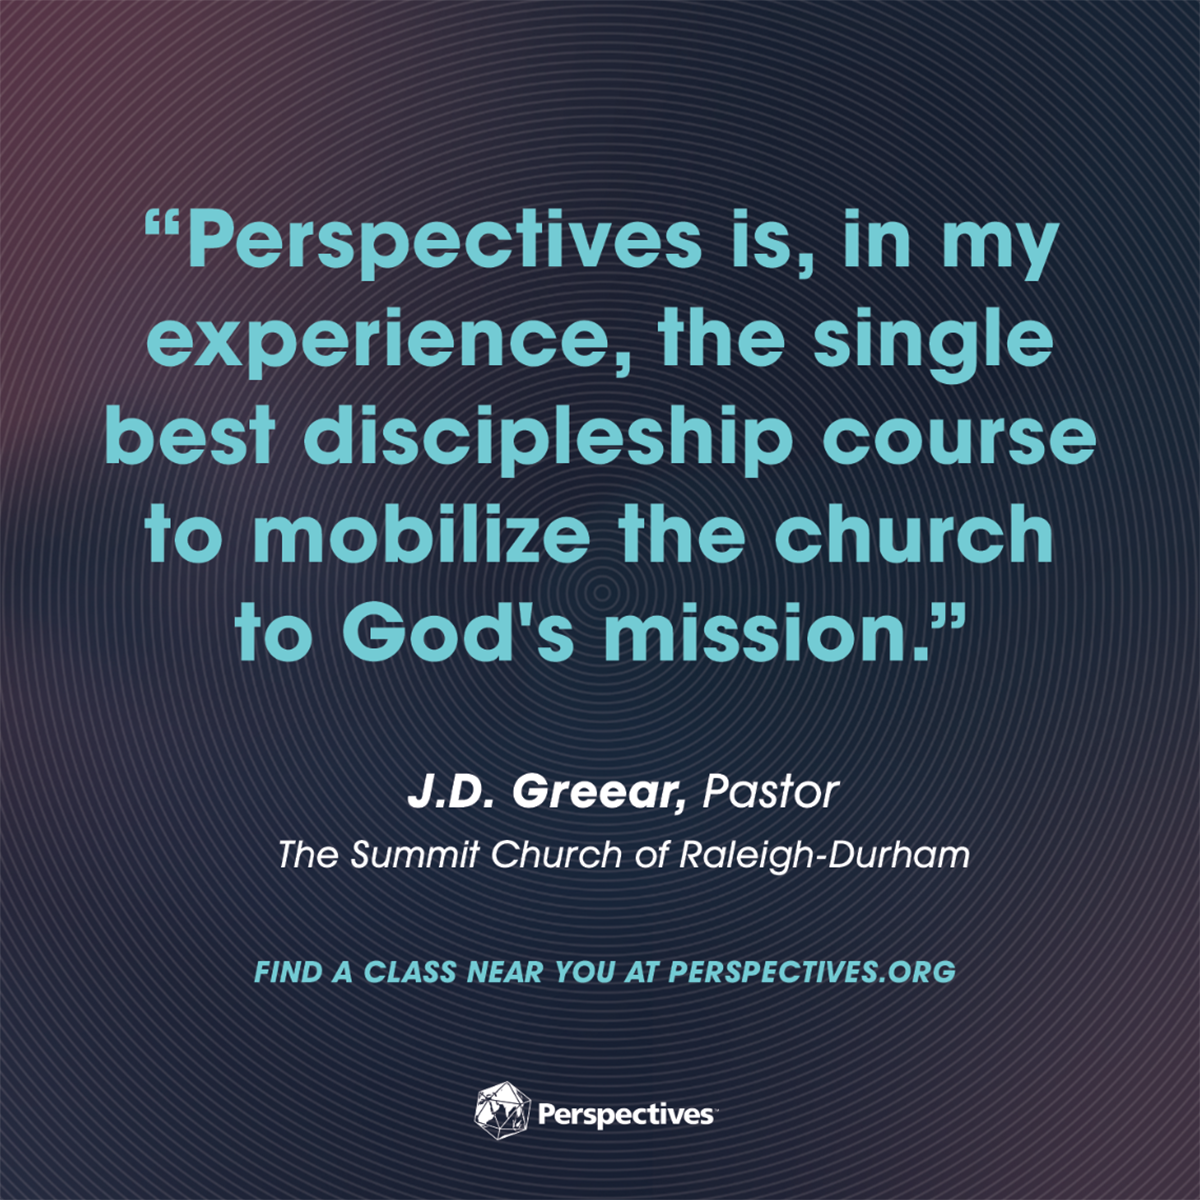 “Perspectives is, in my
experience, the single
best discipleship course
to mobilize the church
to God's mission.”
J.D. Greear, Pastor
The Summit Church of Raleigh-Durham
FIND A CLASS NEAR YOU AT PERSPECTIVES.ORG
Perspectives™